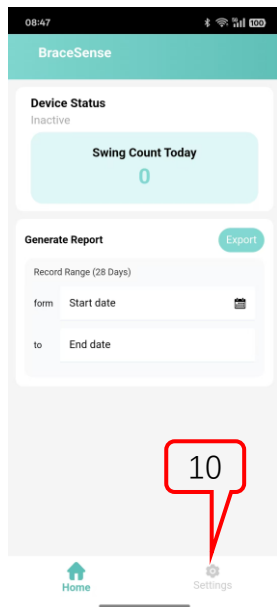 08:47
5G 100
BraceSense
Device Status
Inactive
Swing Count Today
0
Generate Report
Export
Record Range (28 Days)
form
Start date
to
End date
10
Home
Settings